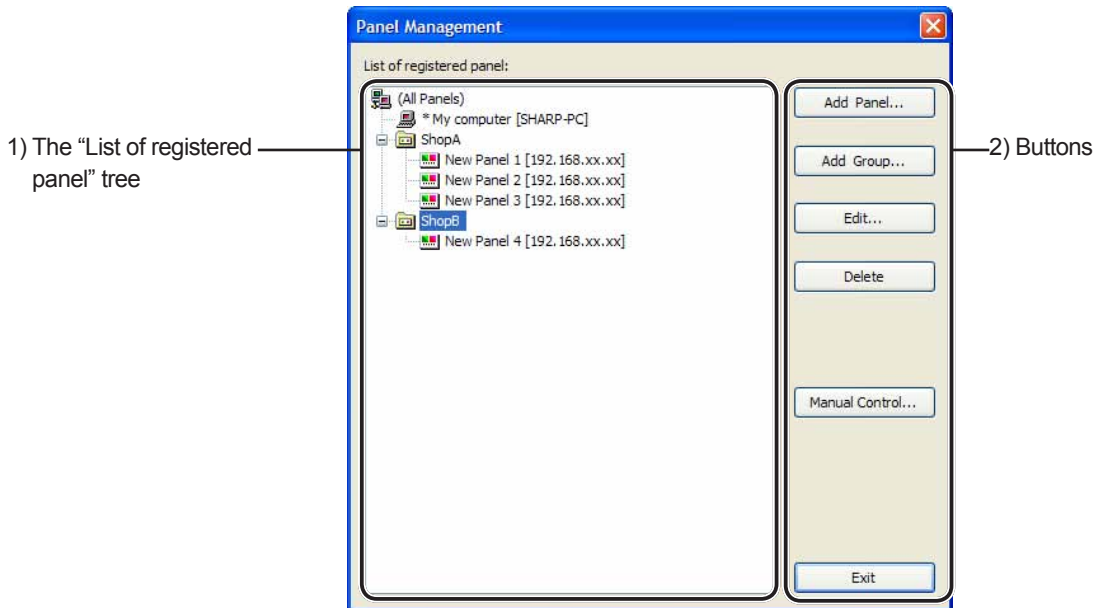 Panel Management
List of registered panel:
1) The “List of registered
panel” tree
(All Panels)
* My computer [SHARP-PC]
ShopA
New Panel 1 [192.168.xx.xx]
New Panel 2 [192.168.xx.xx]
New Panel 3 [192.168.xx.xx]
ShopB
New Panel 4 [192.168.xx.xx]
Add Panel...
Add Group...
Edit...
Delete
Manual Control...
Exit
2) Buttons